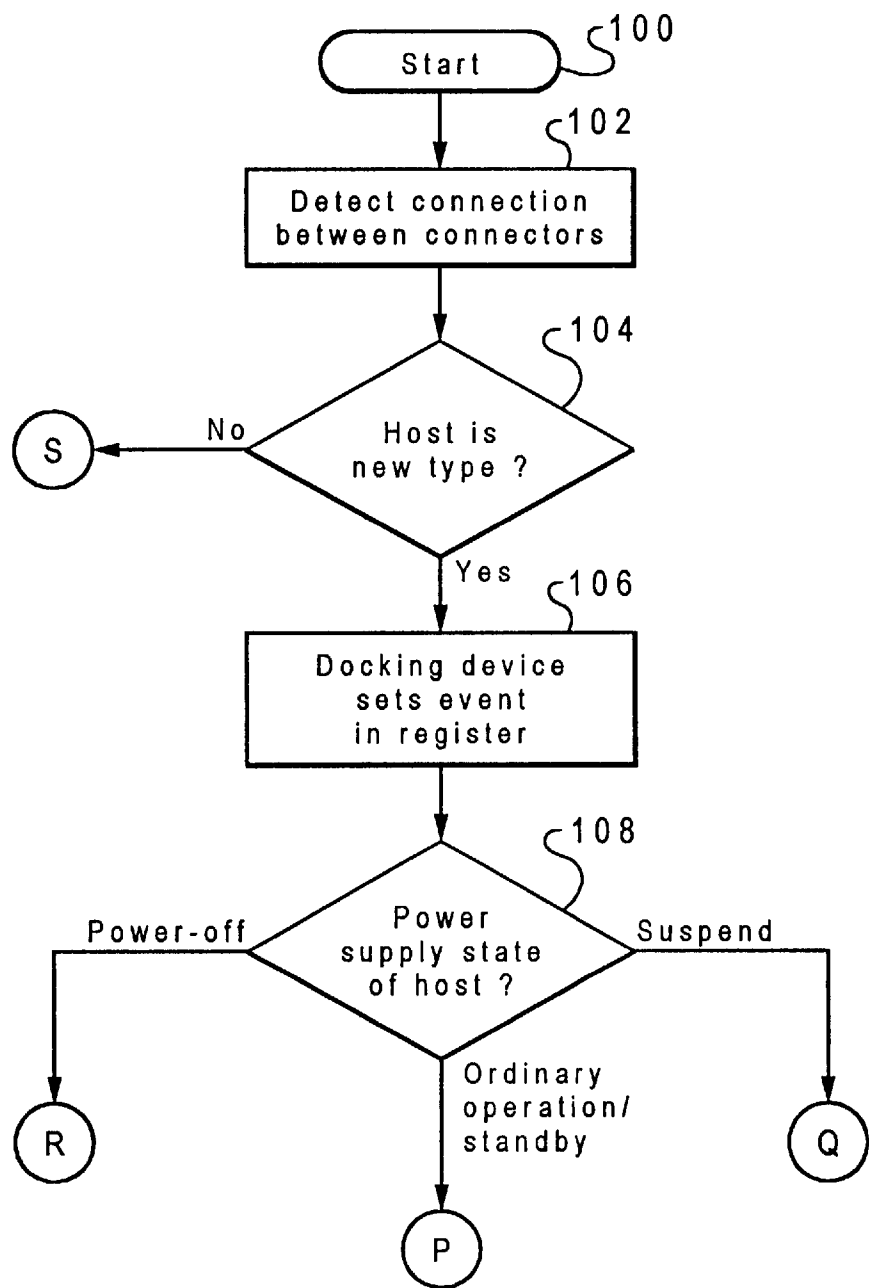 100
Start
102
Detect connection
between connectors
104
No
S
Host is
new type ?
Yes
106
Docking device
sets event
in register
108
Power-off
Power
supply state
of host ?
Suspend
Ordinary
operation/
standby
R
Q
P